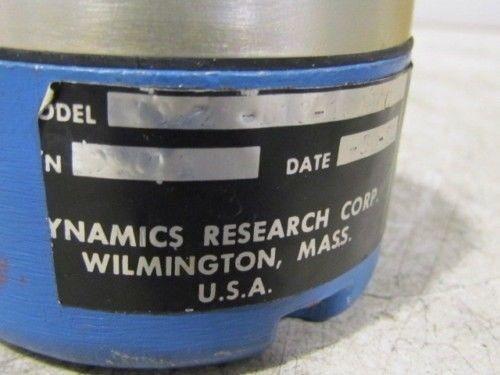 ODEL
N DATE
YNAMICS RESEARCH CORP.
WILMINGTON, MASS.
U.S.A.